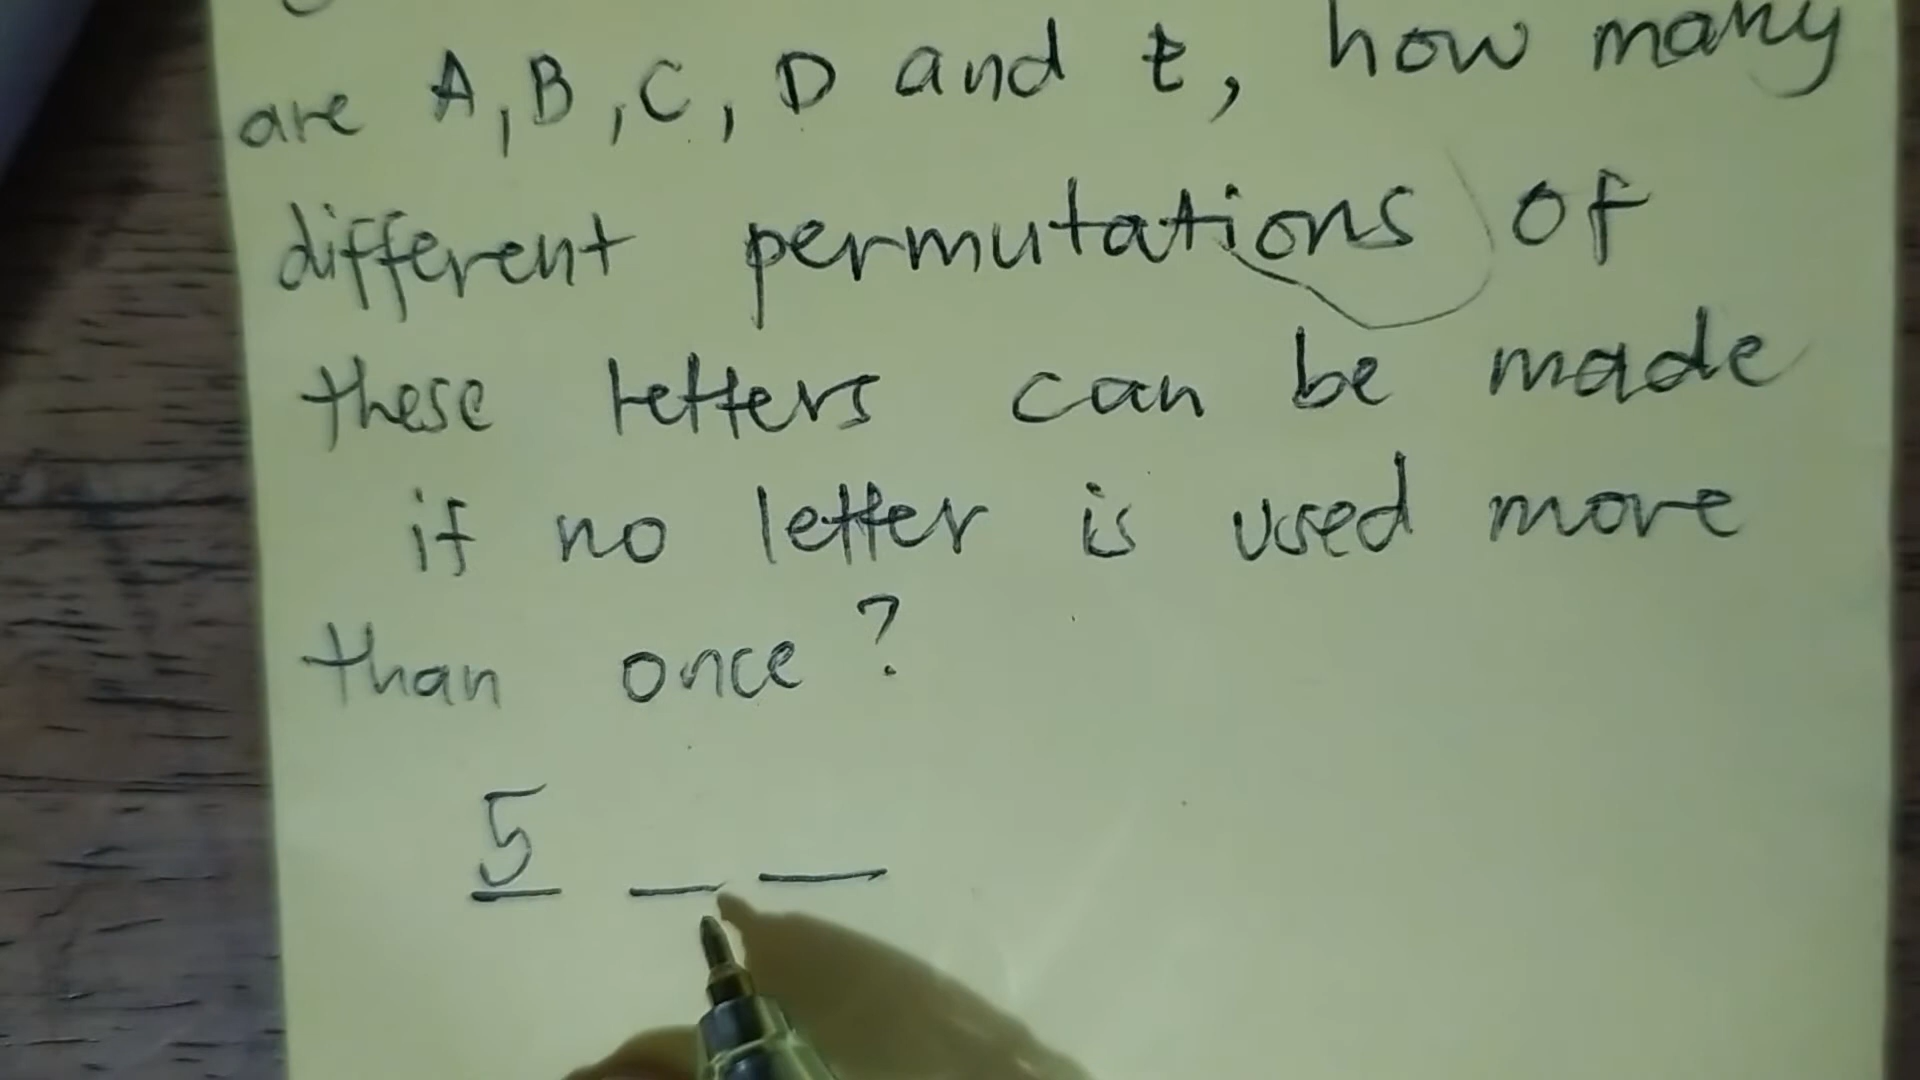 are A, B, C, D and E, how many
different permutations of
these letters can be made
if no letter is used more
than once?
5 _ _